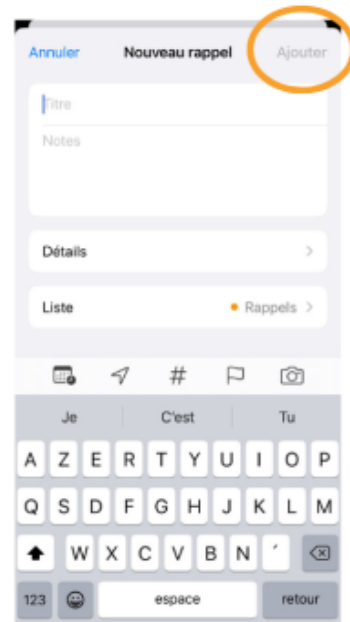 Annuler Nouveau rappel Ajouter
Titre
Notes
Détails
Liste Rappels
#
Je C'est Tu
A Z E R T Y U I O P
Q S D F G H J K L M
W X C V B N ´
123 espace retour